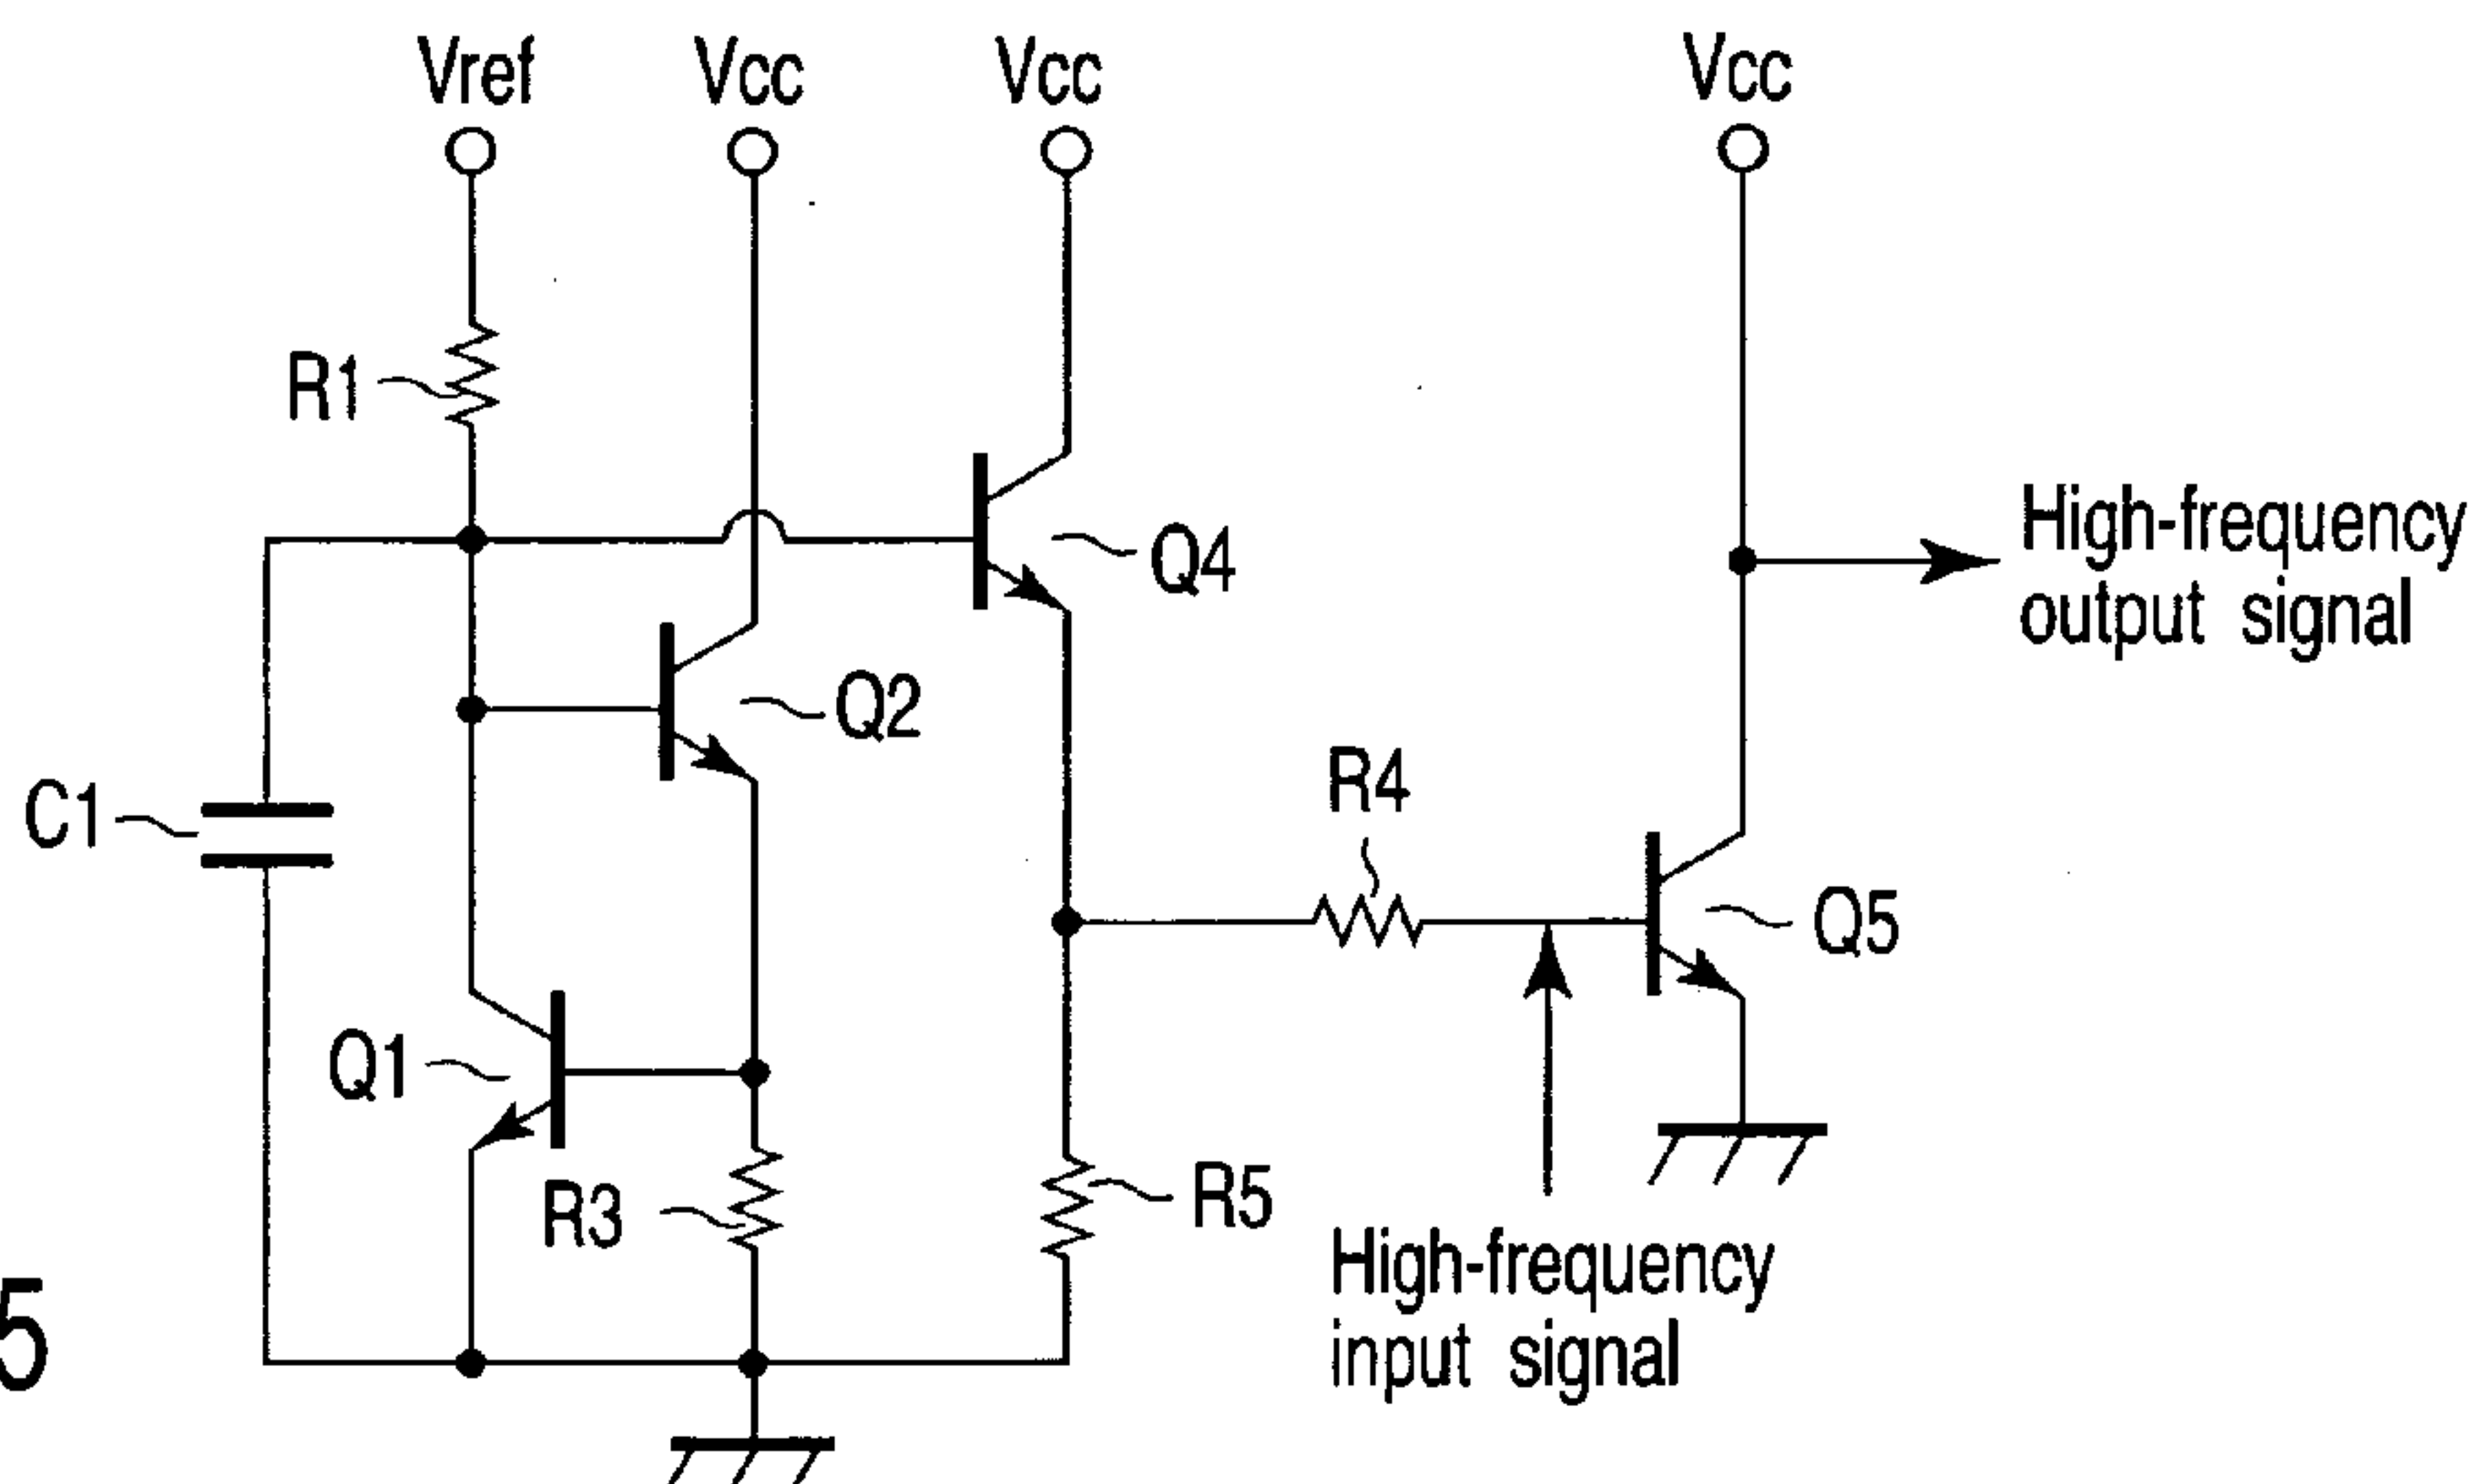 Vref
Vcc
Vcc
Vcc
R1
Q4
High-frequency
output signal
Q2
R4
C1
Q5
Q1
R3
R5
High-frequency
input signal
5